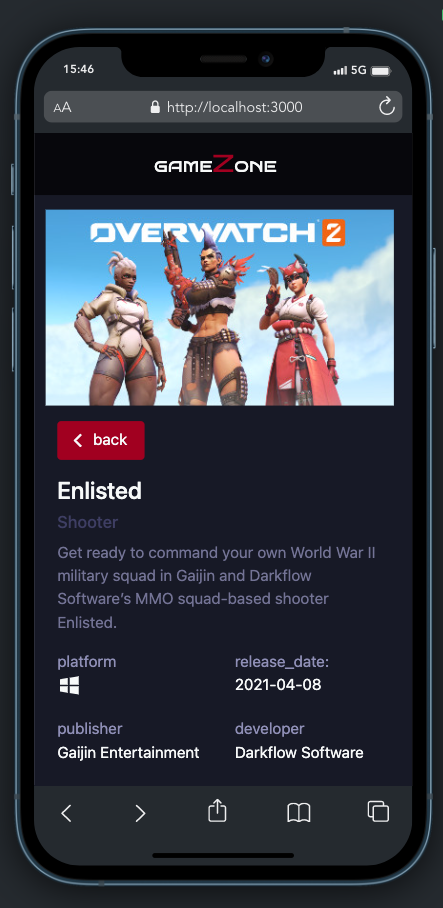 15:46
5G
AA
http://localhost:3000
GAMEZONE
OVERWATCH 2
back
Enlisted
Shooter
Get ready to command your own World War II
military squad in Gaijin and Darkflow
Software's MMO squad-based shooter
Enlisted.
platform
release_date:
2021-04-08
publisher
developer
Gaijin Entertainment
Darkflow Software